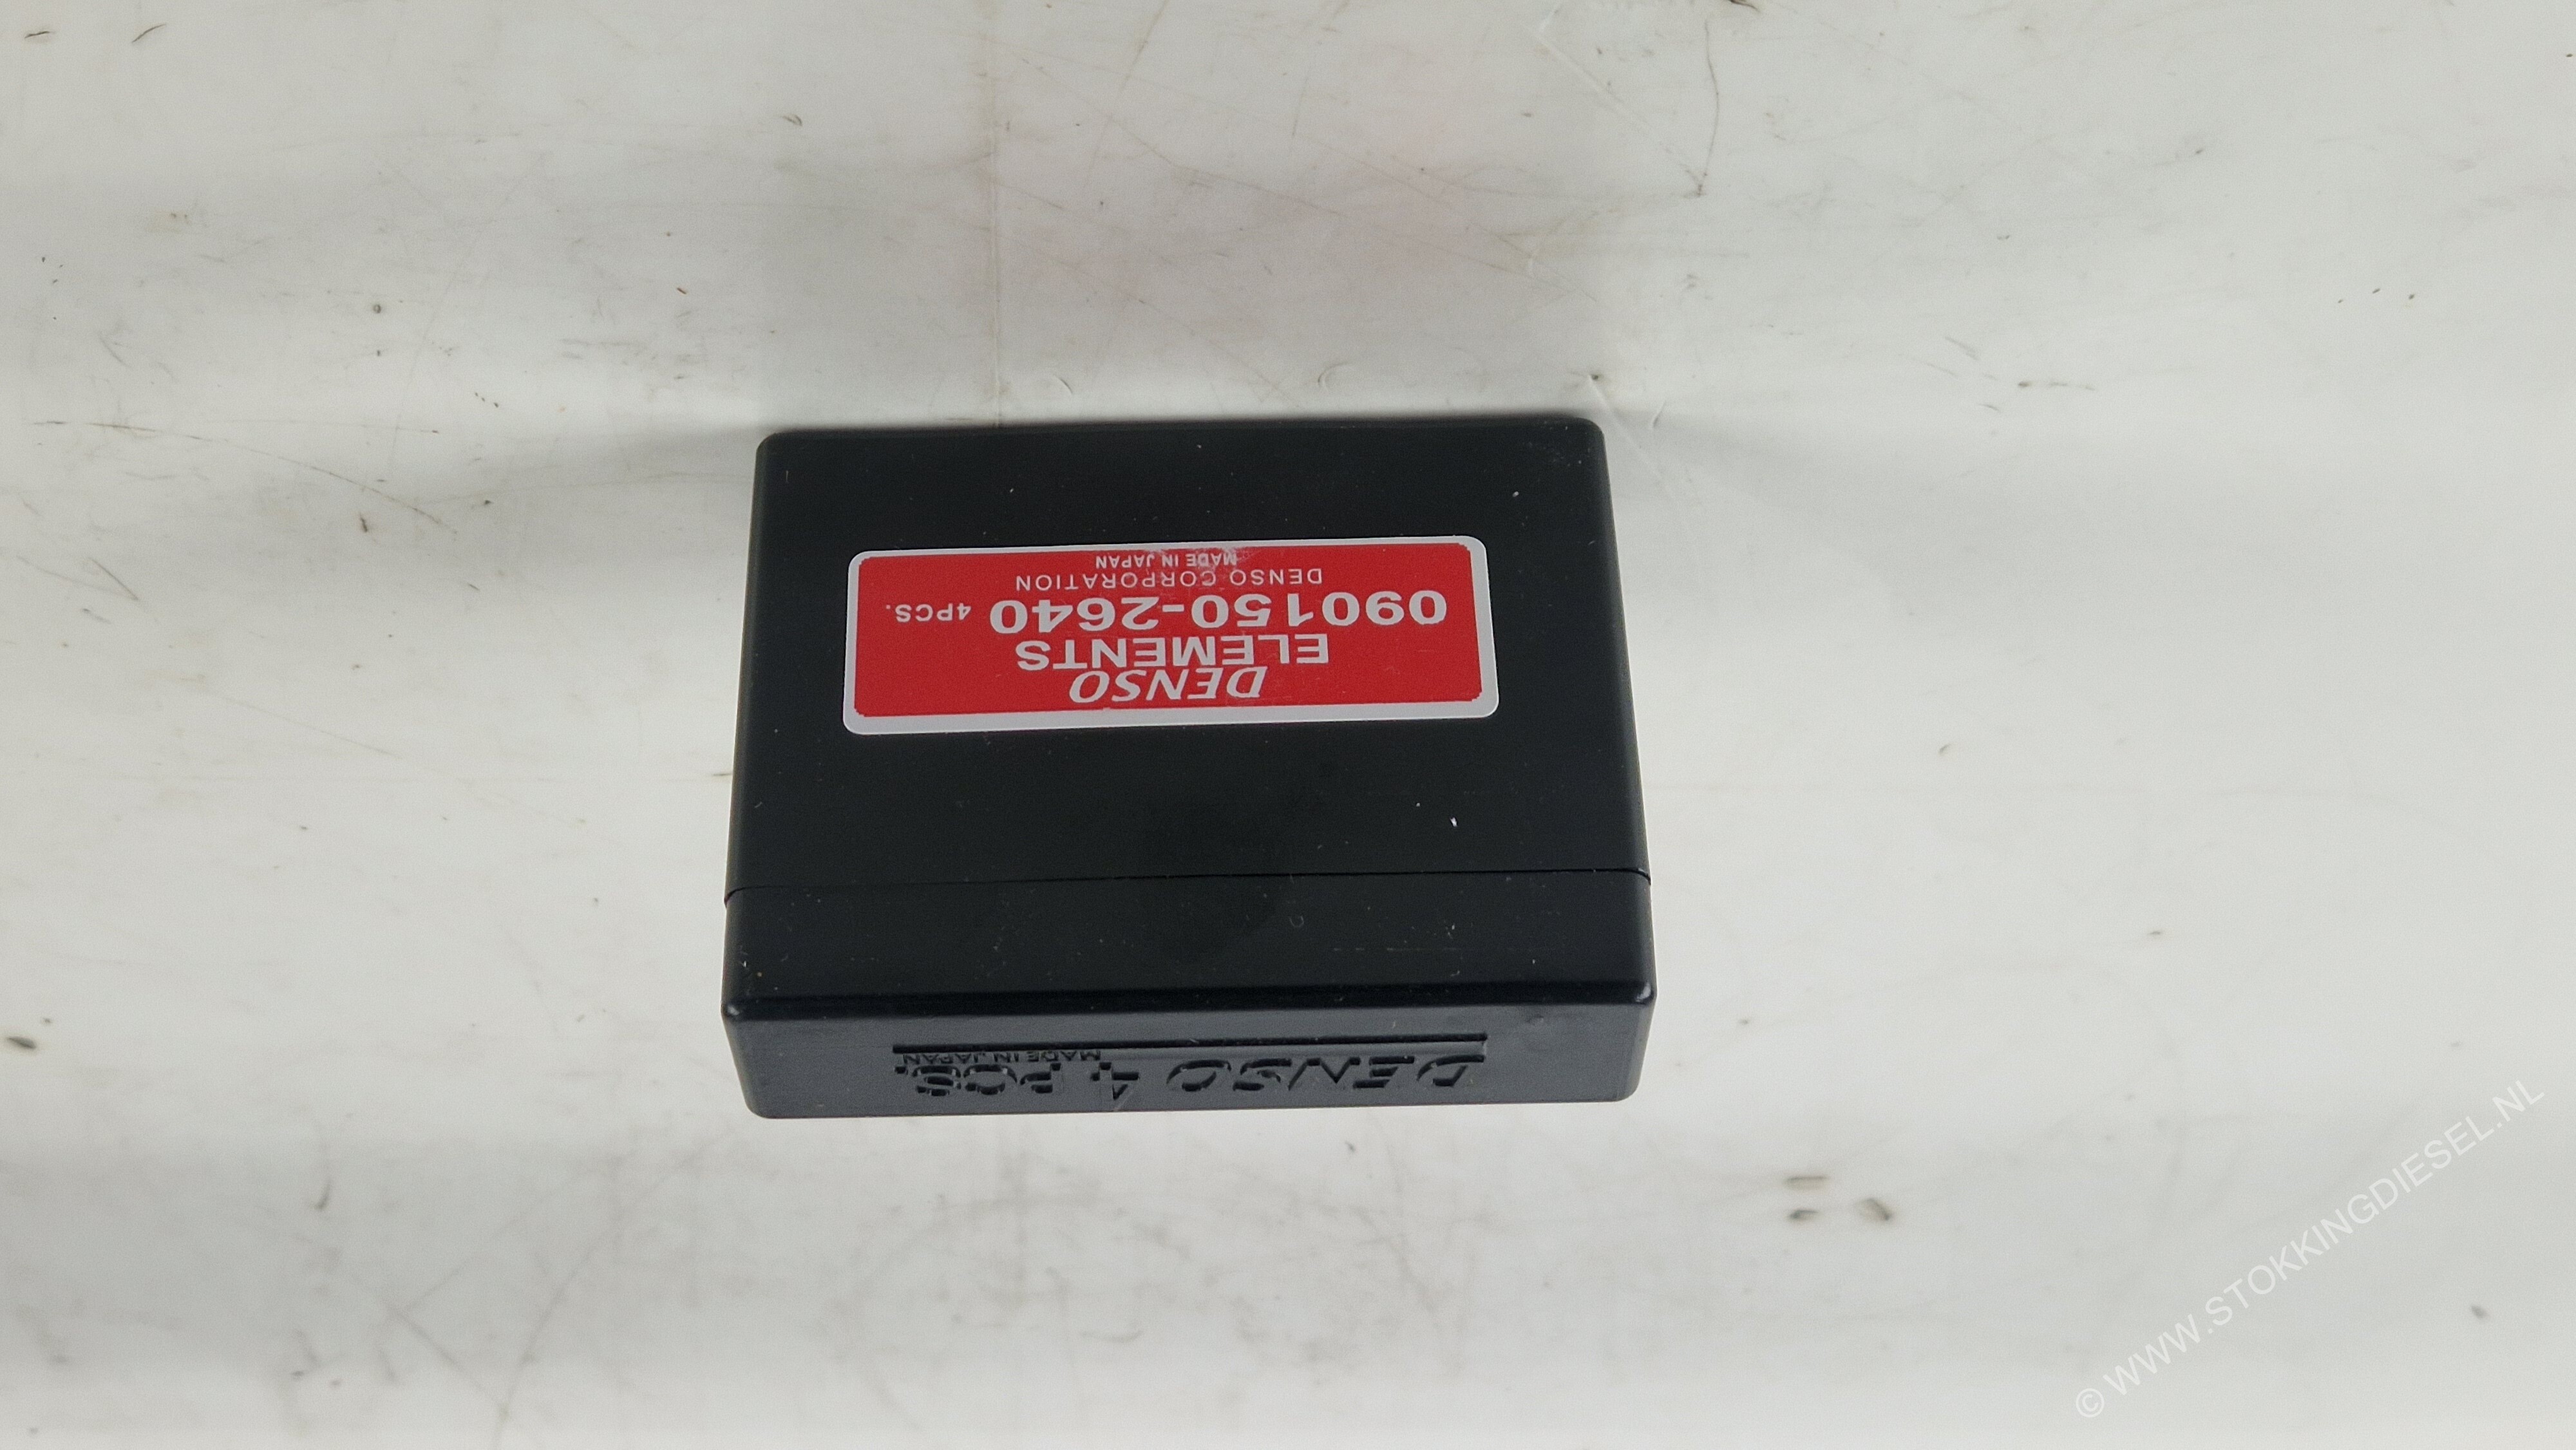 DENSO
ELEMENTS
090150-2640 4PCS.
DENSO CORPORATION
MADE IN JAPAN
DENSO 4 PCS.
MADE IN JAPAN
© WWW.STOKKINGDIESEL.NL